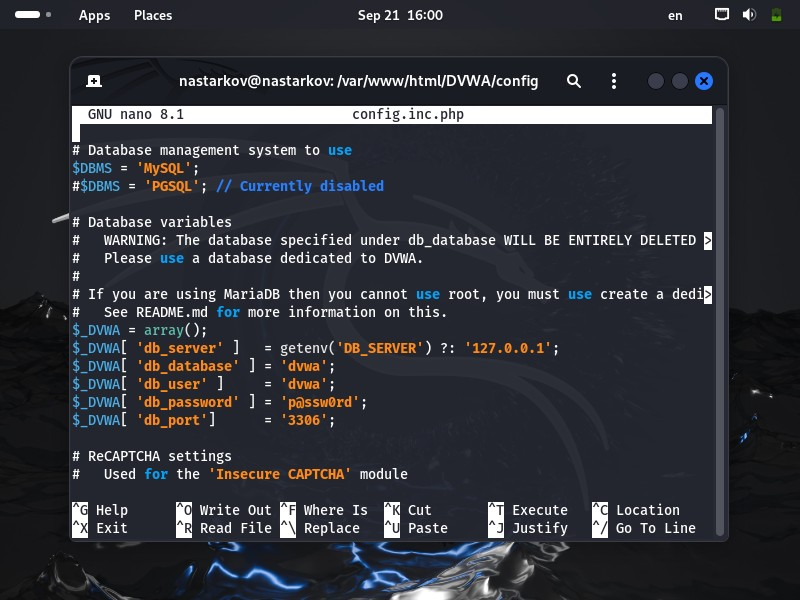 Apps Places Sep 21 16:00 en
nastarkov@nastarkov: /var/www/html/DVWA/config
GNU nano 8.1 config.inc.php
# Database management system to use
$DBMS = 'MySQL';
#$DBMS = 'PGSQL'; // Currently disabled
# Database variables
#   WARNING: The database specified under db_database WILL BE ENTIRELY DELETED >
#   Please use a database dedicated to DVWA.
#
# If you are using MariaDB then you cannot use root, you must use create a dedi>
#   See README.md for more information on this.
$_DVWA = array();
$_DVWA[ 'db_server' ]   = getenv('DB_SERVER') ?: '127.0.0.1';
$_DVWA[ 'db_database' ] = 'dvwa';
$_DVWA[ 'db_user' ]     = 'dvwa';
$_DVWA[ 'db_password' ] = 'p@ssw0rd';
$_DVWA[ 'db_port']      = '3306';
# ReCAPTCHA settings
#   Used for the 'Insecure CAPTCHA' module
^G Help ^O Write Out ^F Where Is ^K Cut ^T Execute ^C Location
^X Exit ^R Read File ^\ Replace ^U Paste ^J Justify ^/ Go To Line